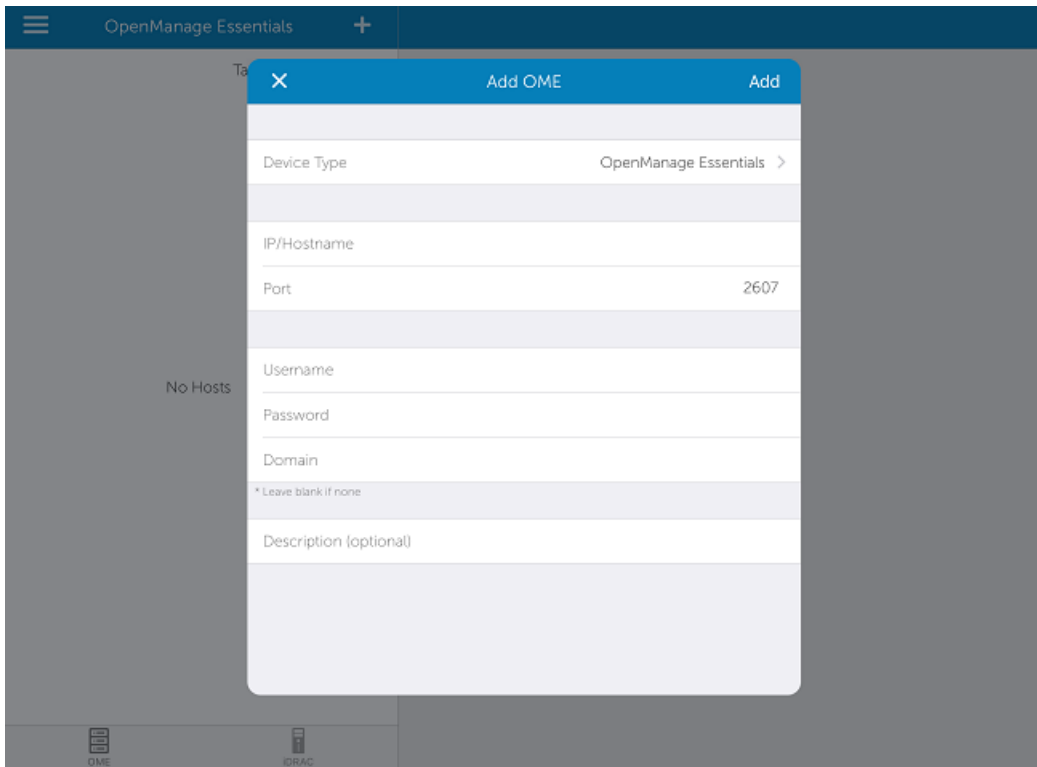 OpenManage Essentials +
Ta
Add OME Add
Device Type OpenManage Essentials
IP/Hostname
Port 2607
Username
No Hosts
Password
Domain
* Leave blank if none
Description (optional)
OME iDRAC